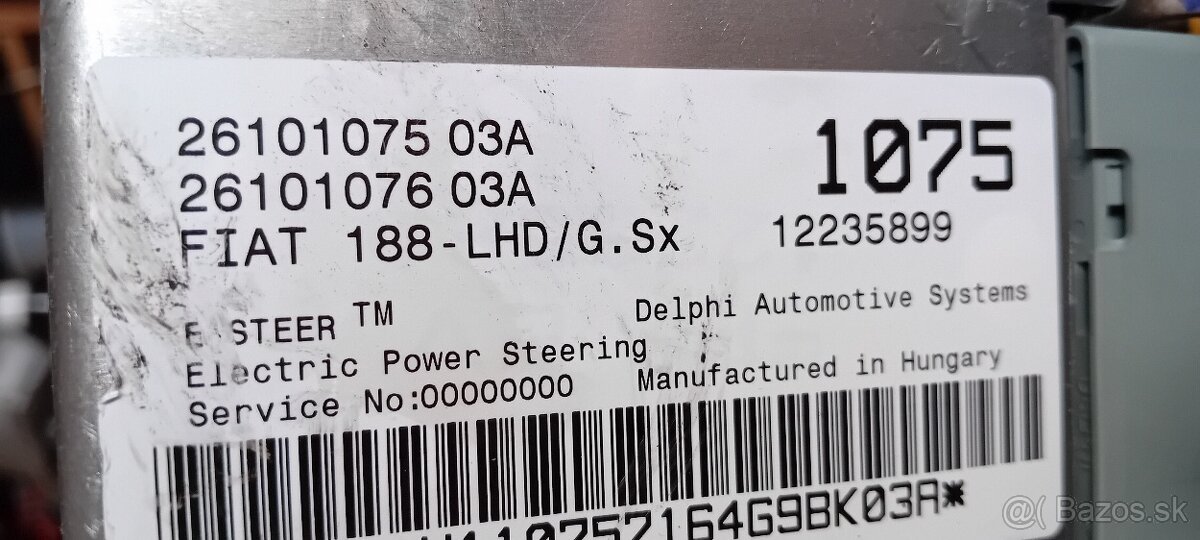 26101075 03A
1075
26101076 03A
12235899
FIAT 188-LHD/G.Sx
E STEER TM
Delphi Automotive Systems
Electric Power Steering
Manufactured in Hungary
Service No:00000000
@( Bazos.sk